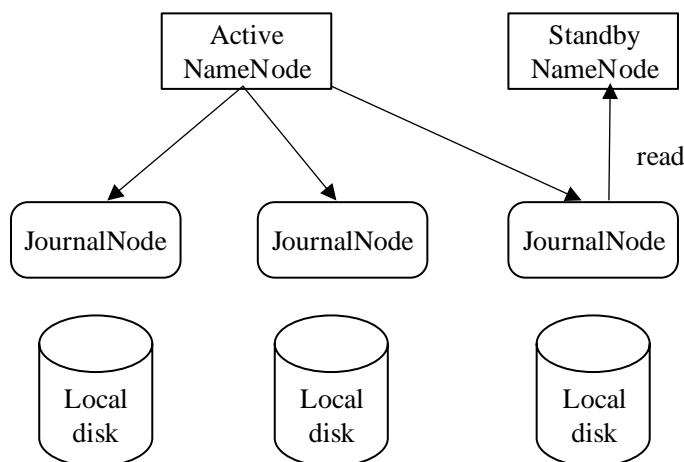 Active
NameNode
Standby
NameNode
read
JournalNode
JournalNode
JournalNode
Local
disk
Local
disk
Local
disk